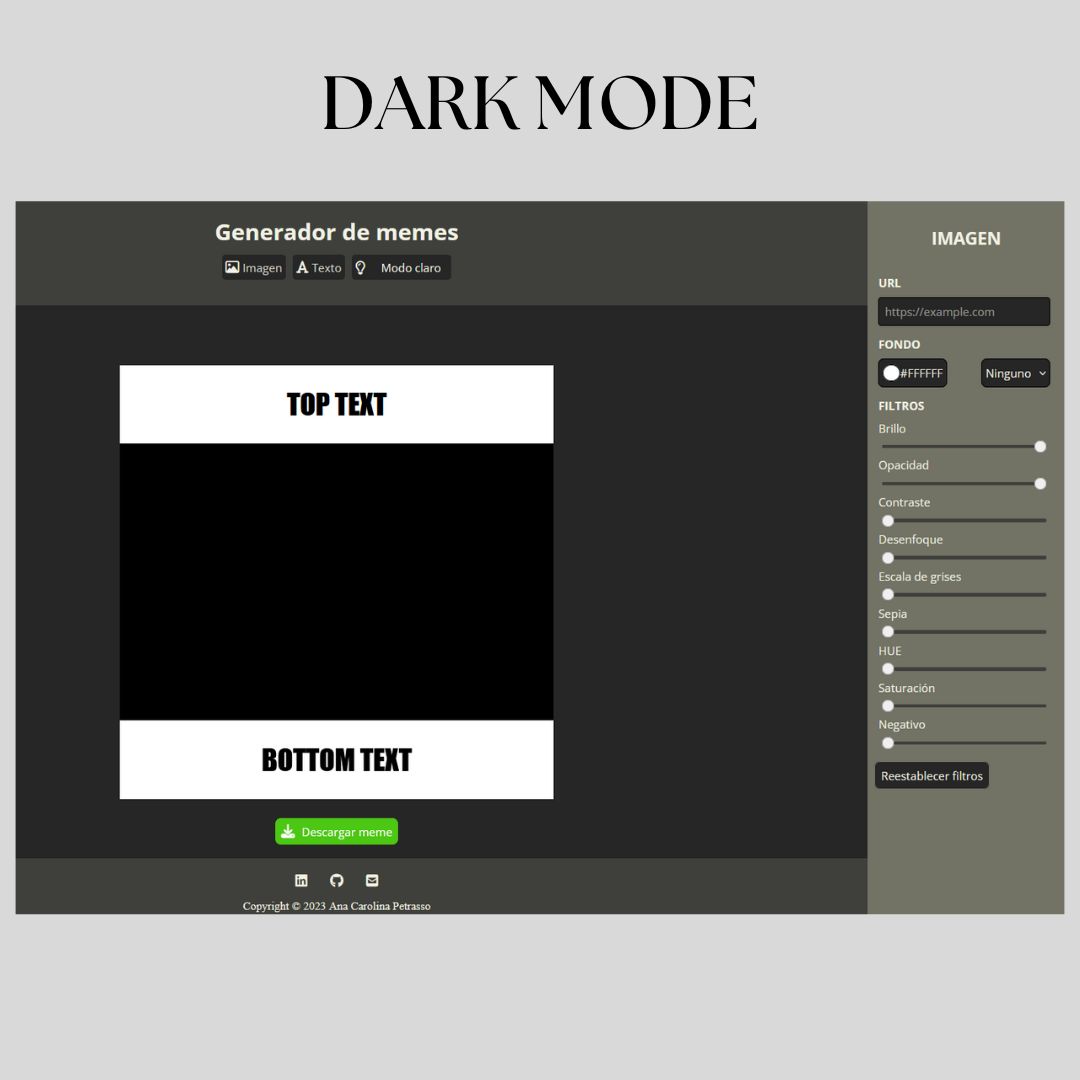 DARK MODE
Generador de memes
Imagen
Texto
Modo claro
TOP TEXT
BOTTOM TEXT
Descargar meme
Copyright © 2023 Ana Carolina Petrasso
IMAGEN
URL
https://example.com
FONDO
#FFFFFF
Ninguno
FILTROS
Brillo
Opacidad
Contraste
Desenfoque
Escala de grises
Sepia
HUE
Saturación
Negativo
Reestablecer filtros